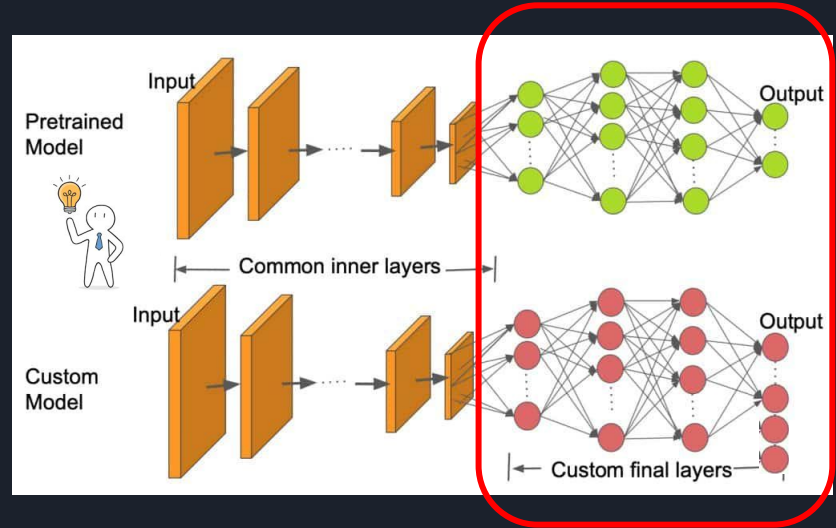 Input
Output
Pretrained
Model
Common inner layers
Input
Output
Custom
Model
Custom final layers